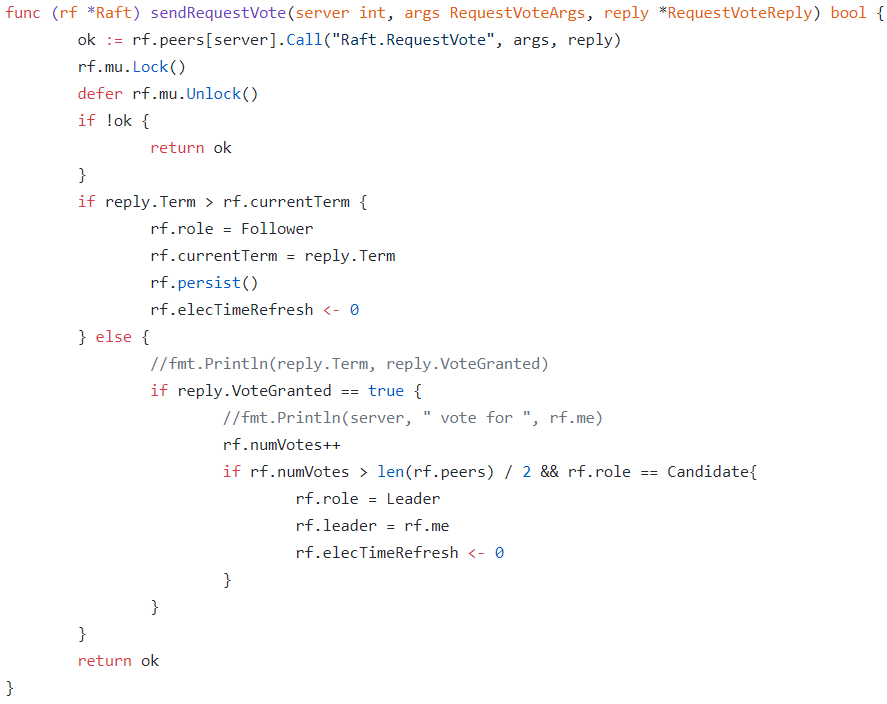 func (rf *Raft) sendRequestVote(server int, args RequestVoteArgs, reply *RequestVoteReply) bool {
        ok := rf.peers[server].Call("Raft.RequestVote", args, reply)
        rf.mu.Lock()
        defer rf.mu.Unlock()
        if !ok {
                return ok
        }
        if reply.Term > rf.currentTerm {
                rf.role = Follower
                rf.currentTerm = reply.Term
                rf.persist()
                rf.elecTimeRefresh <- 0
        } else {
                //fmt.Println(reply.Term, reply.VoteGranted)
                if reply.VoteGranted == true {
                        //fmt.Println(server, " vote for ", rf.me)
                        rf.numVotes++
                        if rf.numVotes > len(rf.peers) / 2 && rf.role == Candidate{
                                rf.role = Leader
                                rf.leader = rf.me
                                rf.elecTimeRefresh <- 0
                        }
                }
        }
        return ok
}